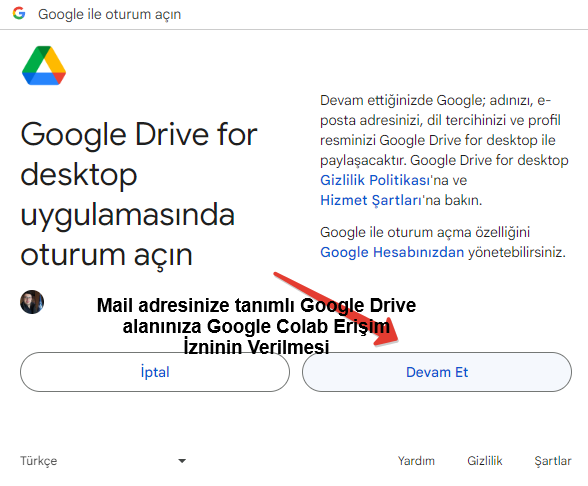 Google ile oturum açın
Google Drive for
desktop
uygulamasında
oturum açın
Devam ettiğinizde Google; adınızı, e-
posta adresinizi, dil tercihinizi ve profil
resminizi Google Drive for desktop ile
paylaşacaktır. Google Drive for desktop
Gizlilik Politikası'na ve
Hizmet Şartları'na bakın.
Google ile oturum açma özelliğini
Google Hesabınızdan yönetebilirsiniz.
Mail adresinize tanımlı Google Drive
alanınıza Google Colab Erişim
İzninin Verilmesi
İptal
Devam Et
Türkçe
Yardım
Gizlilik
Şartlar